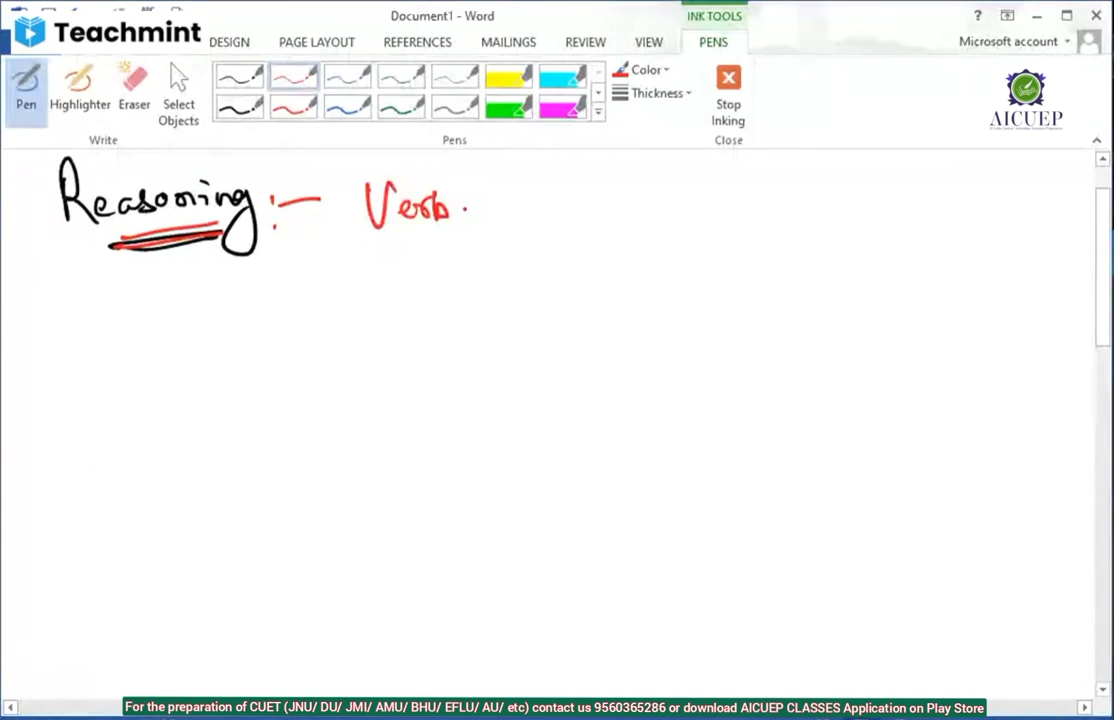 Document1 - Word
INK TOOLS
Teachmint
DESIGN
PAGE LAYOUT
REFERENCES
MAILINGS
REVIEW
VIEW
PENS
Microsoft account
Pen
Highlighter
Eraser
Select
Objects
Color
Thickness
Stop
Inking
Write
Pens
Close
AICUEP
Reasoning :- Verb
For the preparation of CUET (JNU/ DU/ JMI/ AMU/ BHU/ EFLU/ AU/ etc) contact us 9560365286 or download AICUEP CLASSES Application on Play Store